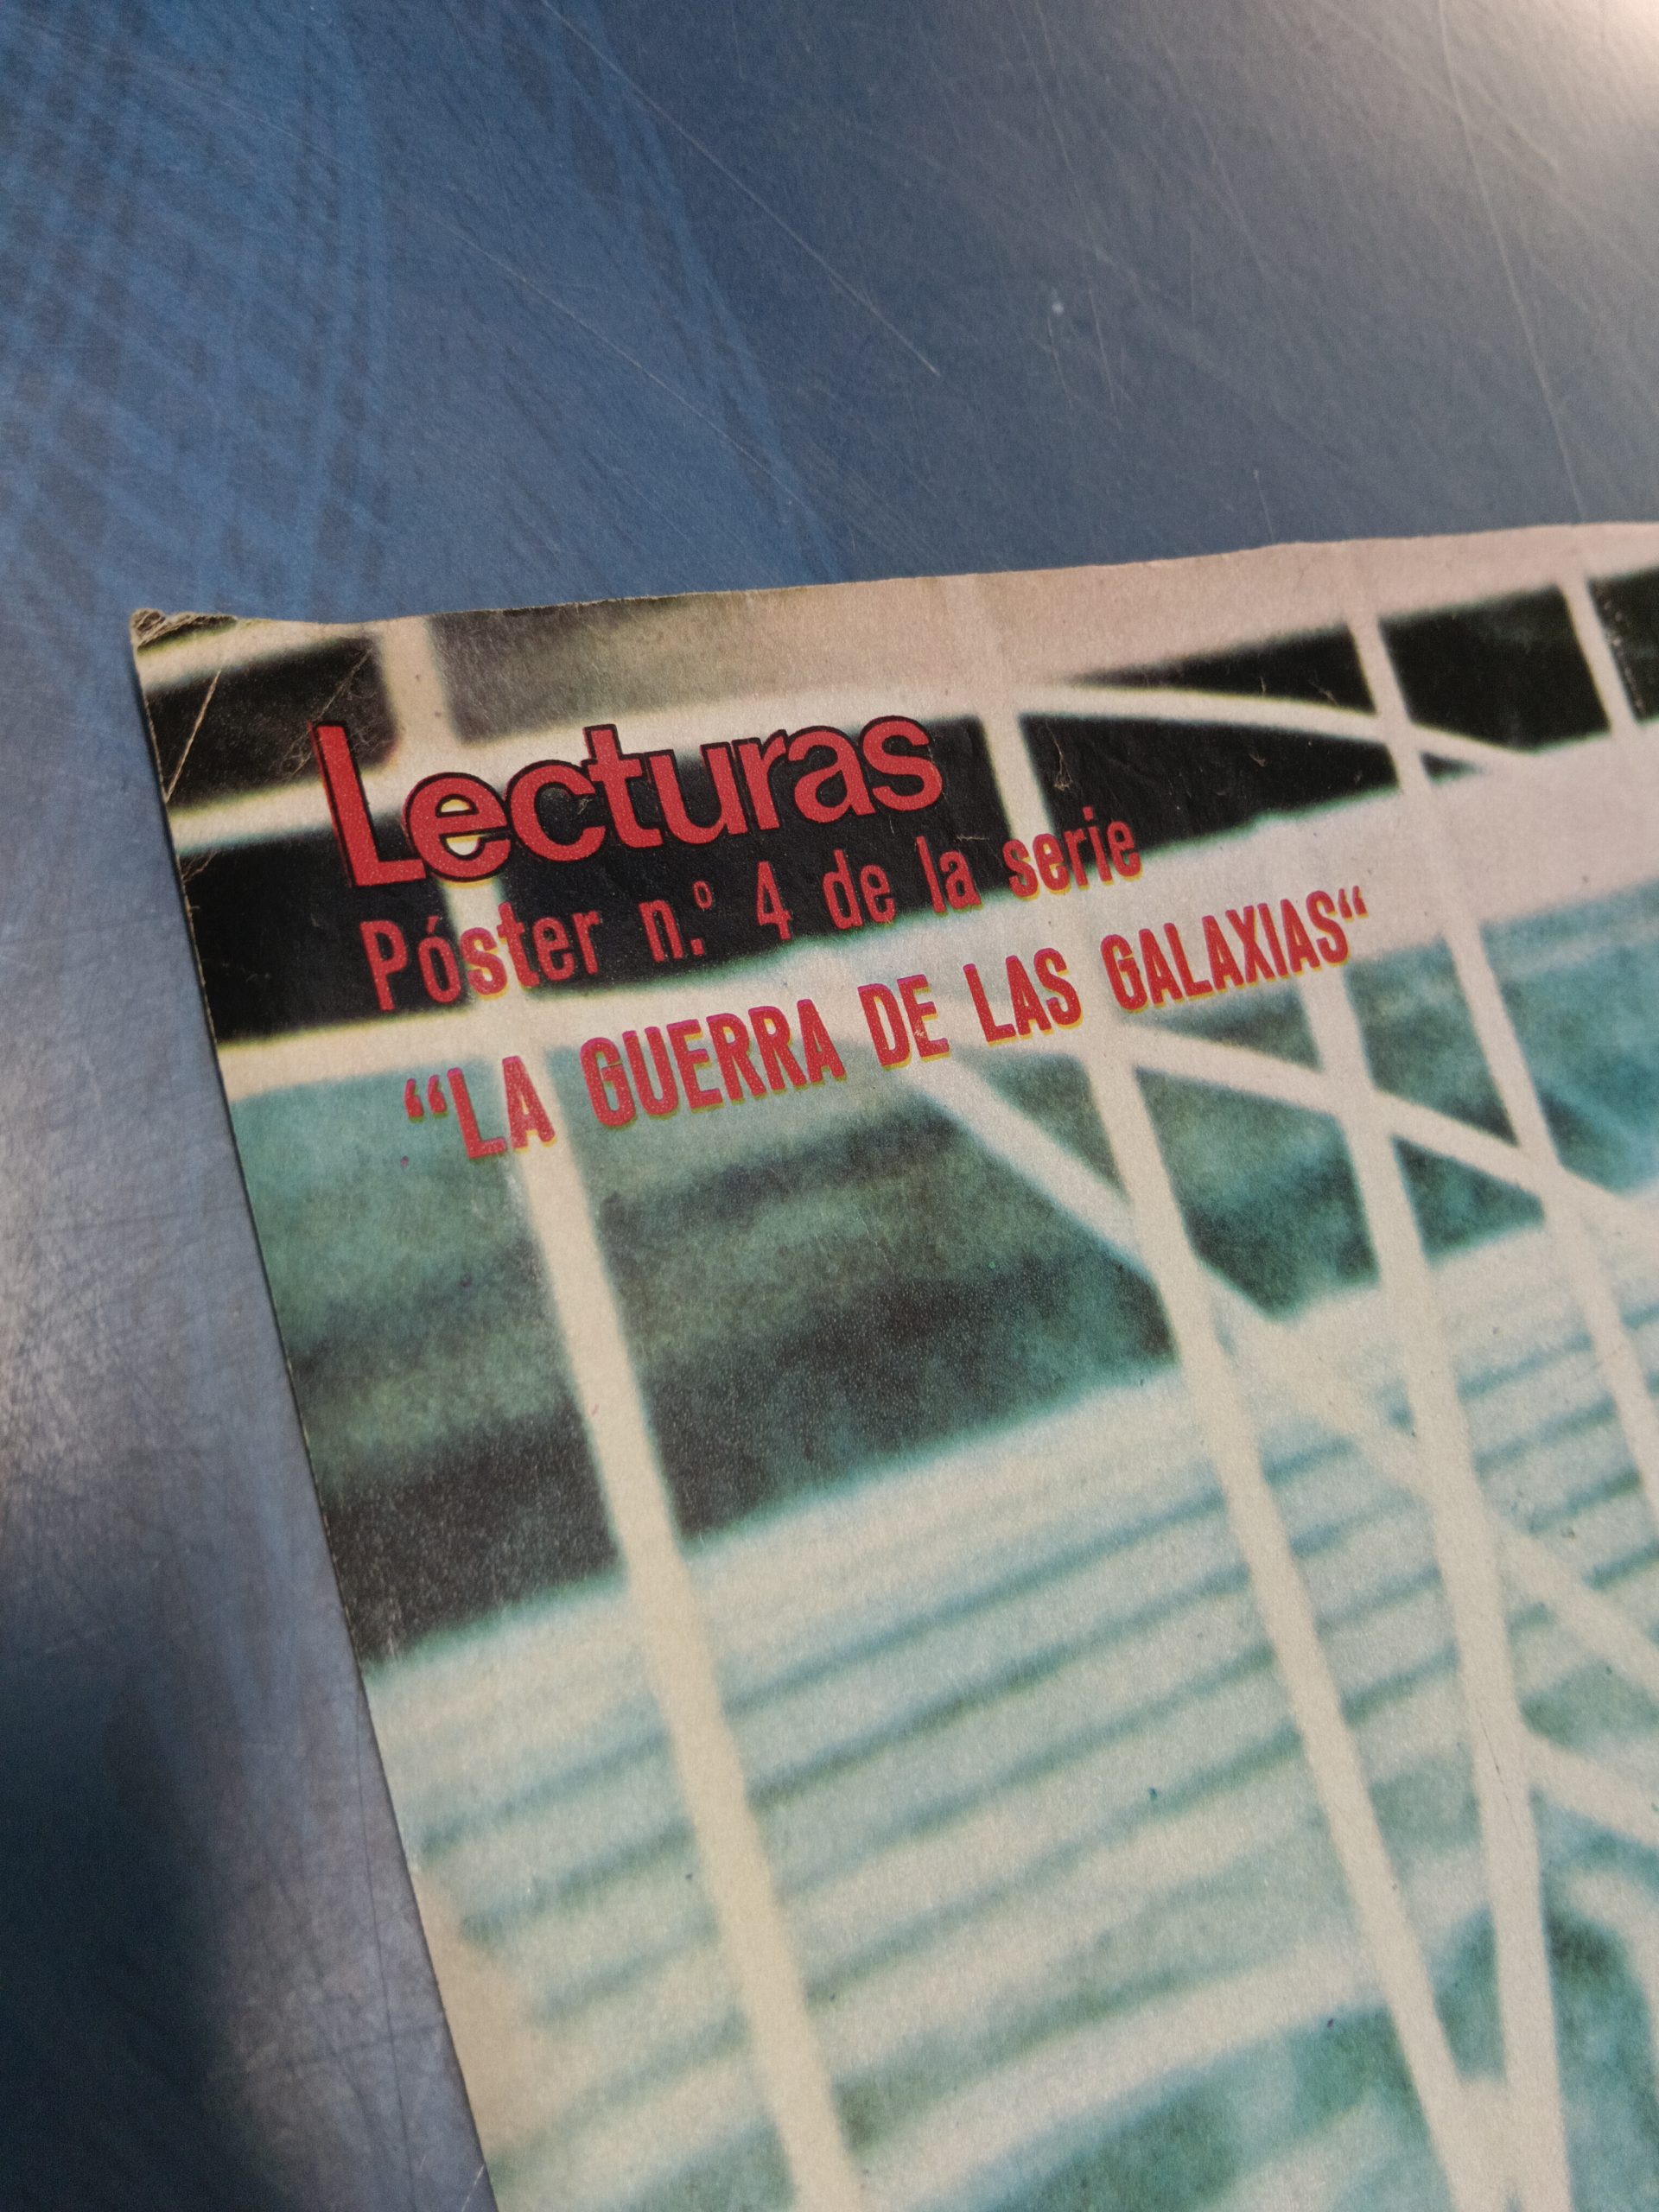 Lecturas
Póster n.º 4 de la serie
“LA GUERRA DE LAS GALAXIAS“